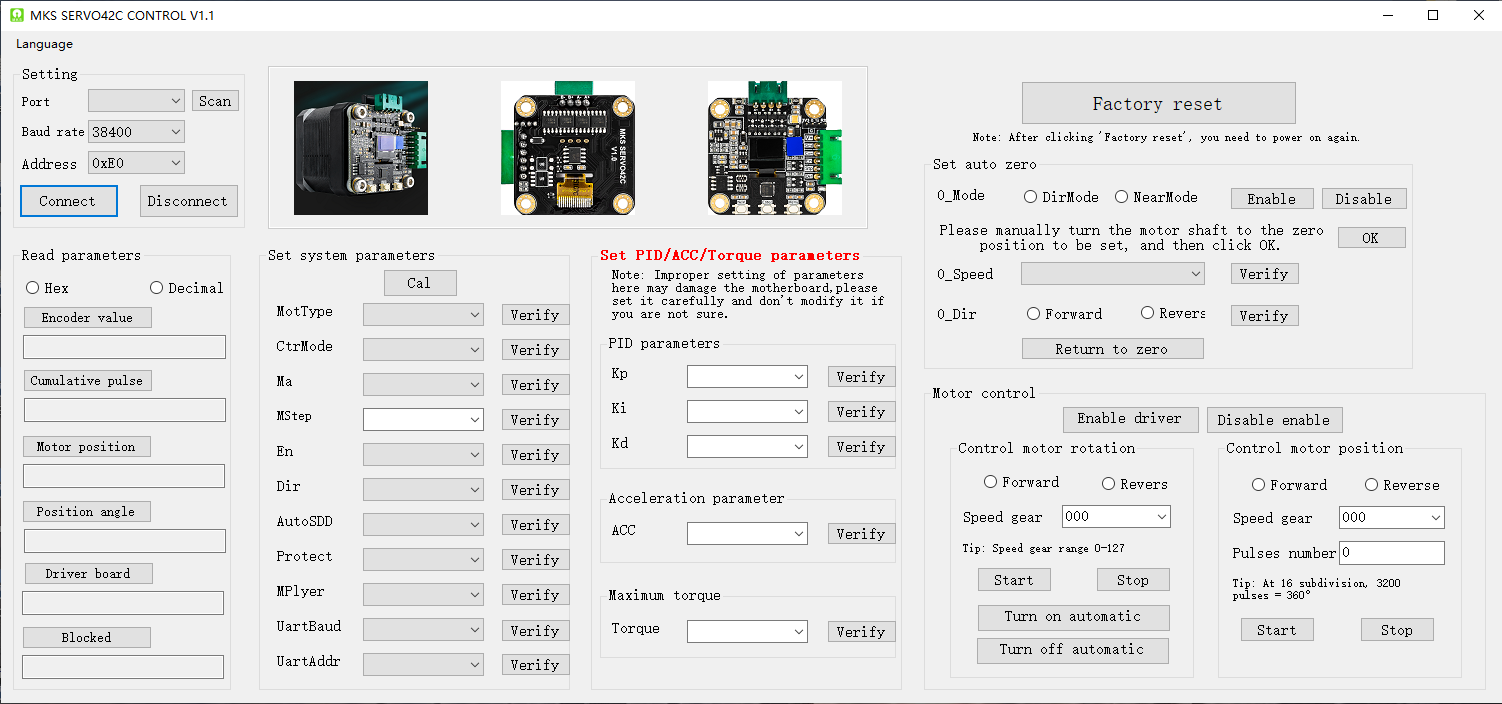 MKS SERVO42C CONTROL V1.1
Language
Setting
Port
Scan
Baud rate
38400
Address
0xE0
Connect
Disconnect
MKS SERVO42C
V1.0
Factory reset
Note: After clicking 'Factory reset', you need to power on again.
Set auto zero
0_Mode
DirMode
NearMode
Enable
Disable
Please manually turn the motor shaft to the zero
position to be set, and then click OK.
OK
0_Speed
Verify
0_Dir
Forward
Revers
Verify
Return to zero
Read parameters
Hex
Decimal
Encoder value
Cumulative pulse
Motor position
Position angle
Driver board
Blocked
Set system parameters
Cal
MotType
Verify
CtrMode
Verify
Ma
Verify
MStep
Verify
En
Verify
Dir
Verify
AutoSDD
Verify
Protect
Verify
MPlyer
Verify
UartBaud
Verify
UartAddr
Verify
Set PID/ACC/Torque parameters
Note: Improper setting of parameters
here may damage the motherboard,please
set it carefully and don't modify it if
you are not sure.
PID parameters
Kp
Verify
Ki
Verify
Kd
Verify
Acceleration parameter
ACC
Verify
Maximum torque
Torque
Verify
Motor control
Enable driver
Disable enable
Control motor rotation
Forward
Revers
Speed gear
000
Tip: Speed gear range 0-127
Start
Stop
Turn on automatic
Turn off automatic
Control motor position
Forward
Reverse
Speed gear
000
Pulses number
0
Tip: At 16 subdivision, 3200
pulses = 360°
Start
Stop